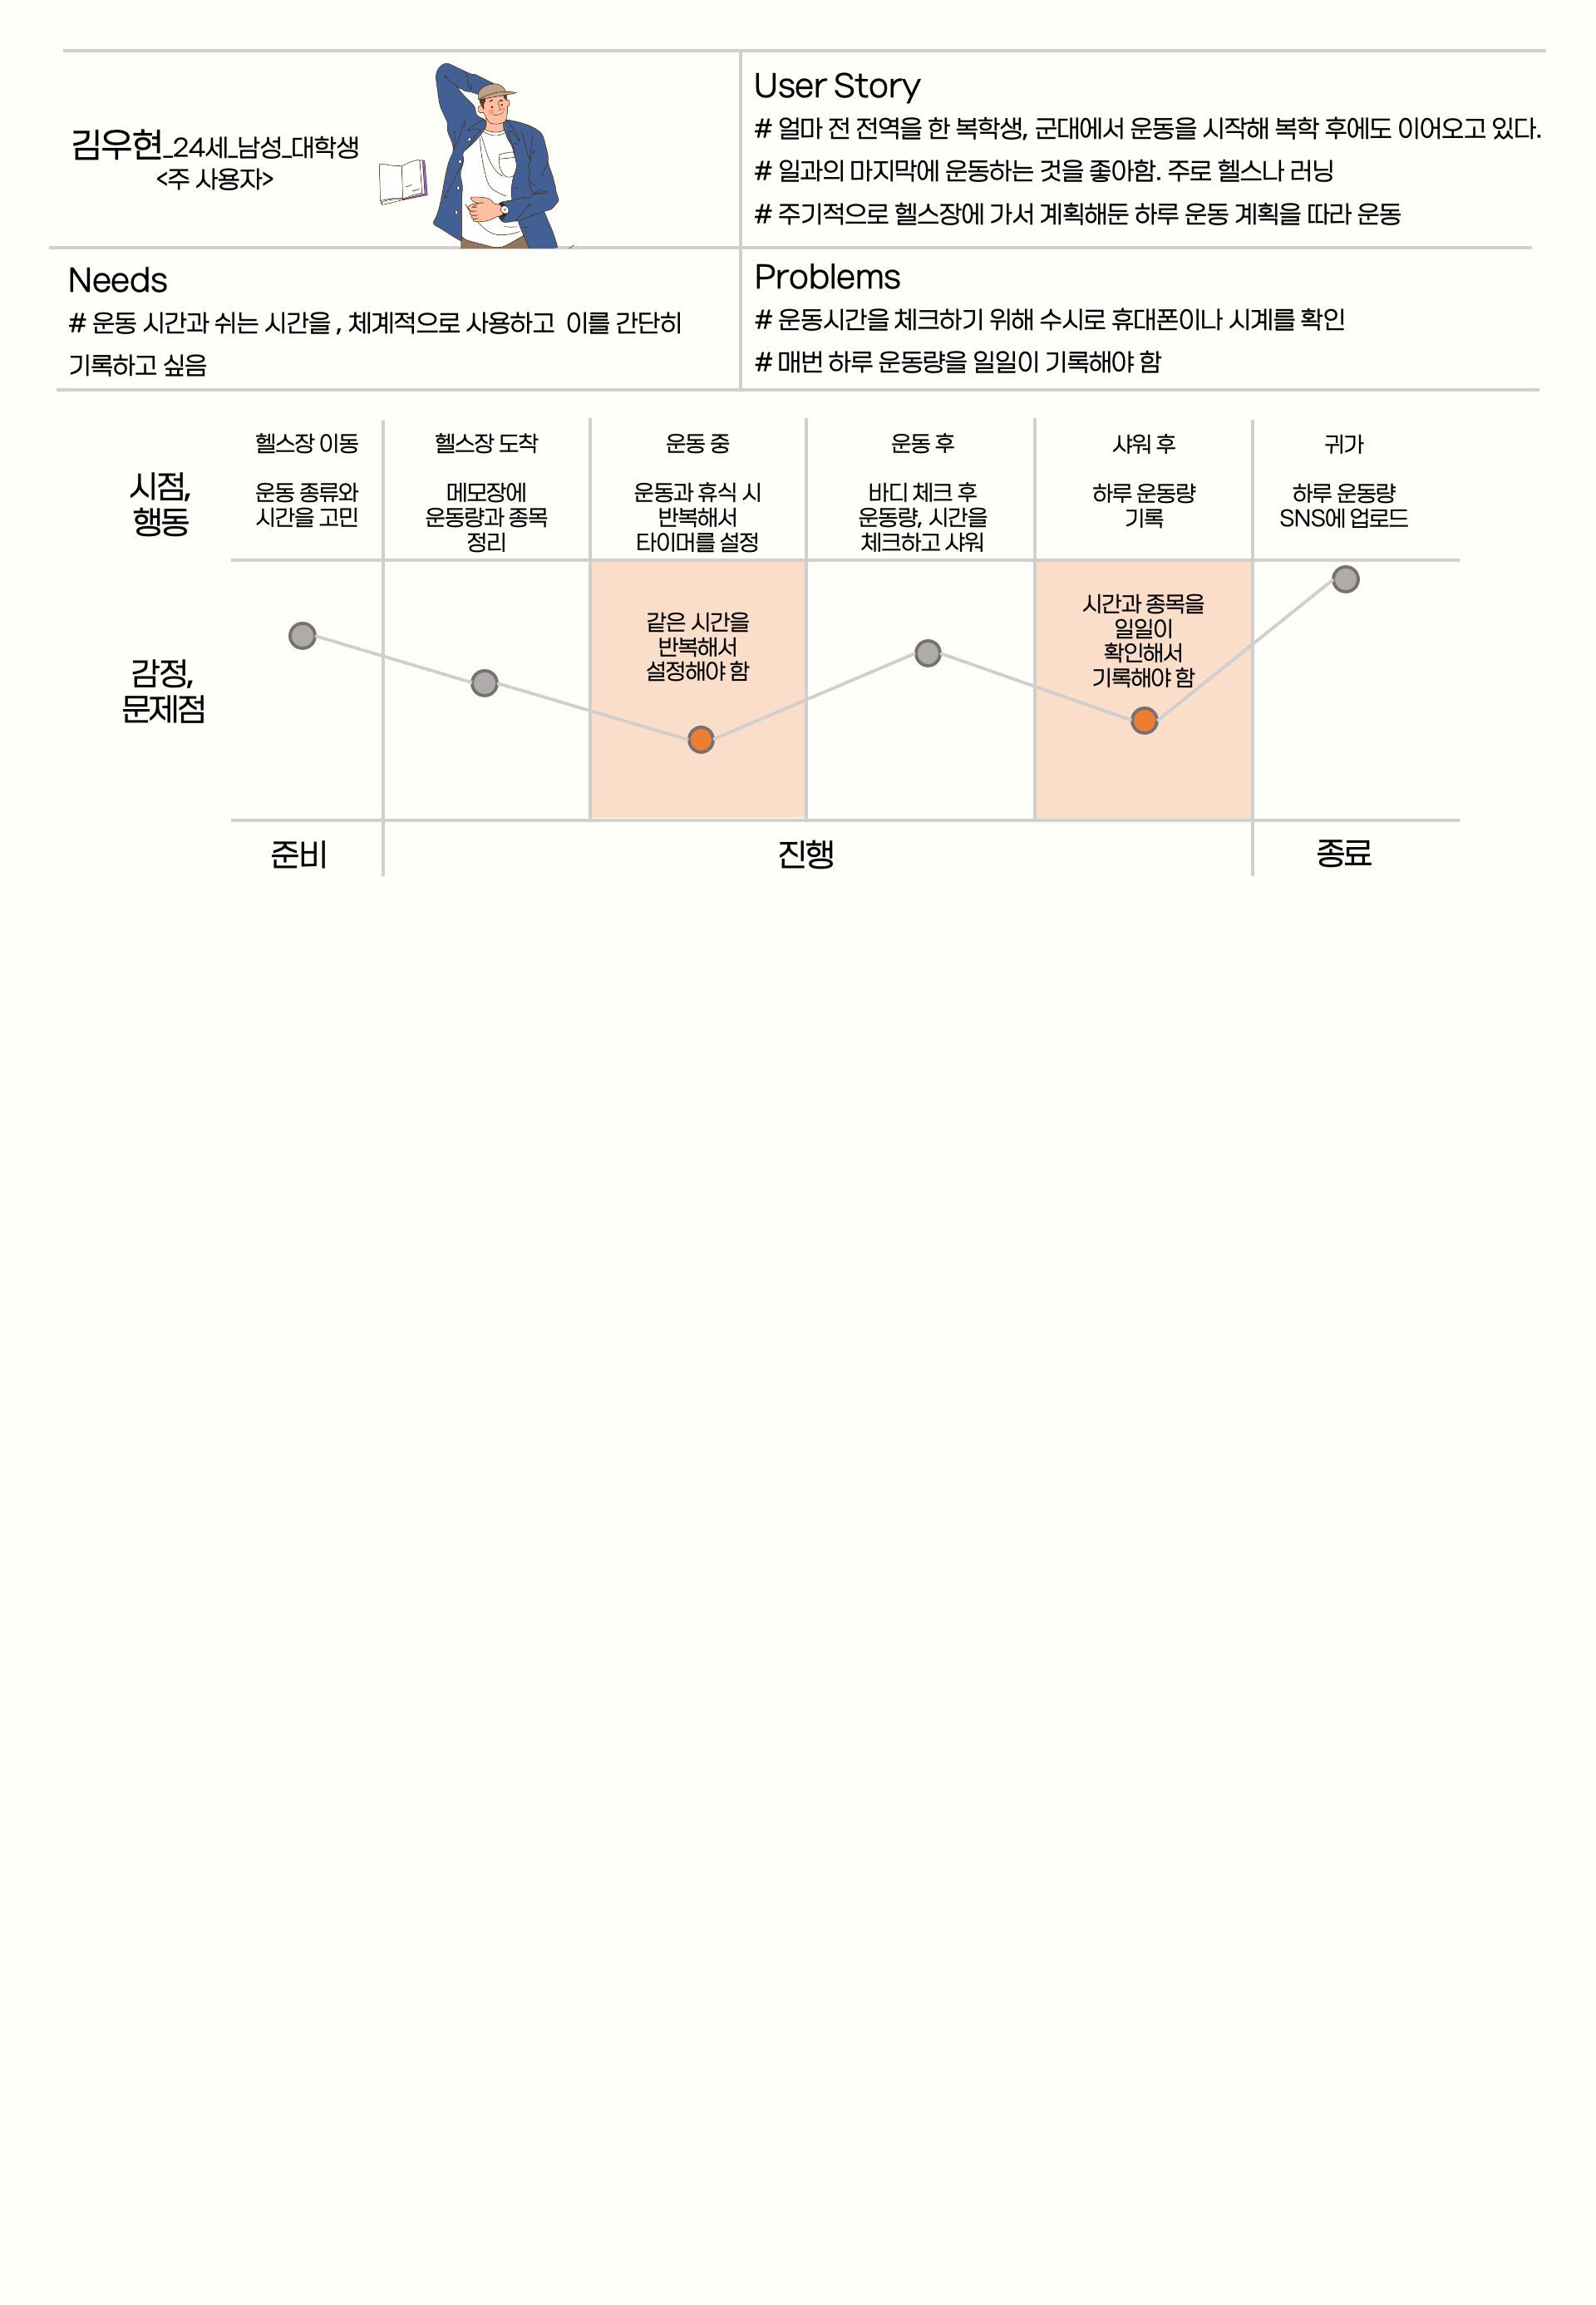 김우현_24세_남성_대학생
<주 사용자>
User Story
# 얼마 전 전역을 한 복학생, 군대에서 운동을 시작해 복학 후에도 이어오고 있다.
# 일과의 마지막에 운동하는 것을 좋아함. 주로 헬스나 러닝
# 주기적으로 헬스장에 가서 계획해둔 하루 운동 계획을 따라 운동
Needs
# 운동 시간과 쉬는 시간을 , 체계적으로 사용하고 이를 간단히
기록하고 싶음
Problems
# 운동시간을 체크하기 위해 수시로 휴대폰이나 시계를 확인
# 매번 하루 운동량을 일일이 기록해야 함
시점,
행동
헬스장 이동
운동 종류와
시간을 고민
헬스장 도착
메모장에
운동량과 종목
정리
운동 중
운동과 휴식 시
반복해서
타이머를 설정
운동 후
바디 체크 후
운동량, 시간을
체크하고 샤워
샤워 후
하루 운동량
기록
귀가
하루 운동량
SNS에 업로드
감정,
문제점
같은 시간을
반복해서
설정해야 함
시간과 종목을
일일이
확인해서
기록해야 함
준비
진행
종료